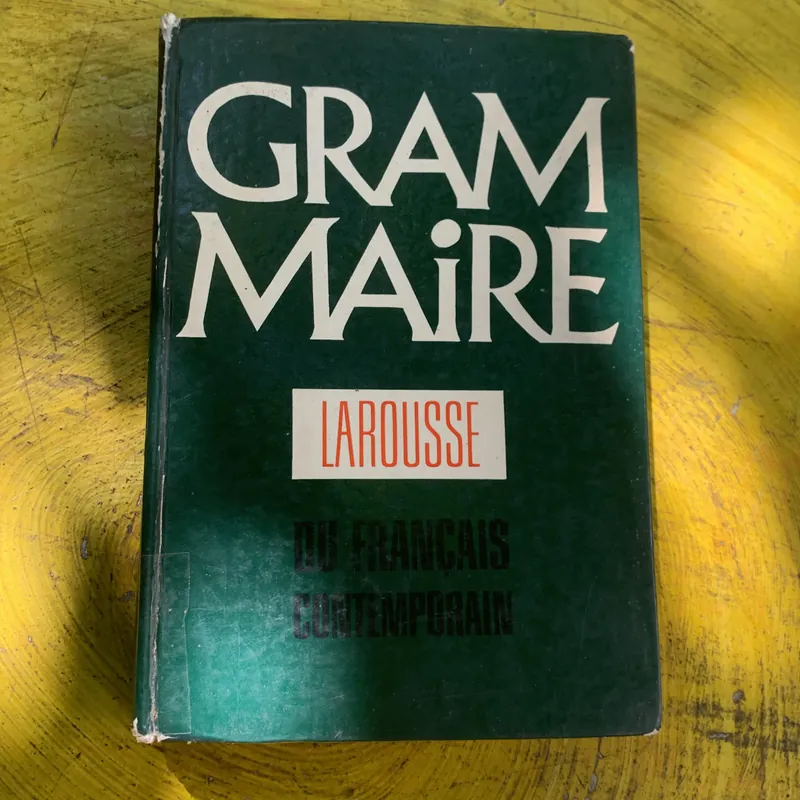 GRAM
MAiRE
LAROUSSE
DU FRANÇAIS
CONTEMPORAIN